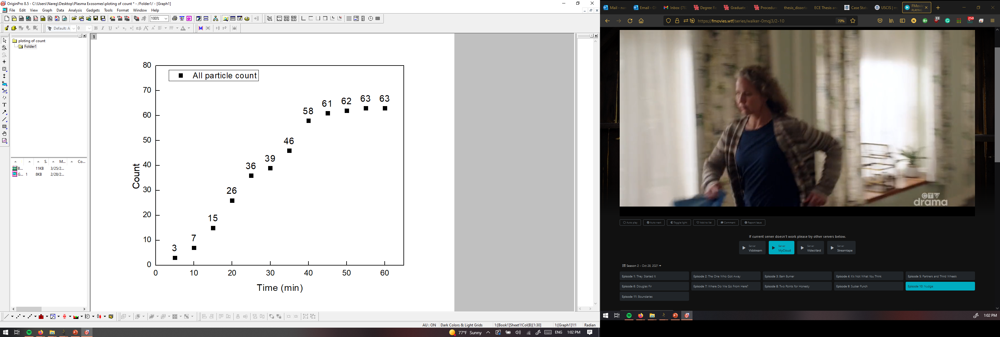 OriginPro 8.5 - C:\Users\Nareg\Desktop\Plasma Exosomes\ploting of count * - /Folder1/ - [Graph1]
File Edit View Graph Data Analysis Gadgets Tools Format Window Help
100%
Default: A 0
ploting of count
Folder1
S. M... Co...
B... 11KB 3/25/2...
G... 1 8KB 2/28/2...
1
All particle count
80
70
60
50
40
30
20
10
0
Count
3 7 15 26 36 39 46 58 61 62 63 63
0 10 20 30 40 50 60
Time (min)
AU : ON Dark Colors & Light Grids 1:[Book1]Sheet1!Col(B)[1:30] 1:[Graph1]1!1 Radian
77°F Sunny ENG 1:02 PM
Mail - Email - Inbox Degree Graduate Procedure thesis_disserta ECE Thesis an Case Statu USCIS | FMovie
PLAYING
https://fmovies.wtf/series/walker-0mqj3/2-10 70% 33 250
CTV
drama
Auto play Auto next Toggle light Add to list Comment Report Issue
If current server doesn't work please try other servers below.
Server Vidstream
Server MyCloud
Server VideoVard
Server Streamtape
Season 2 - Oct 28, 2021
Episode 1: They Started It Episode 2: The One Who Got Away Episode 3: Barn Burner Episode 4: It's Not What You Think Episode 5: Partners and Third Wheels
Episode 6: Douglas Fir Episode 7: Where Do We Go From Here? Episode 8: Two Points for Honesty Episode 9: Sucker Punch Episode 10: Nudge
Episode 11: Boundaries
1:02 PM